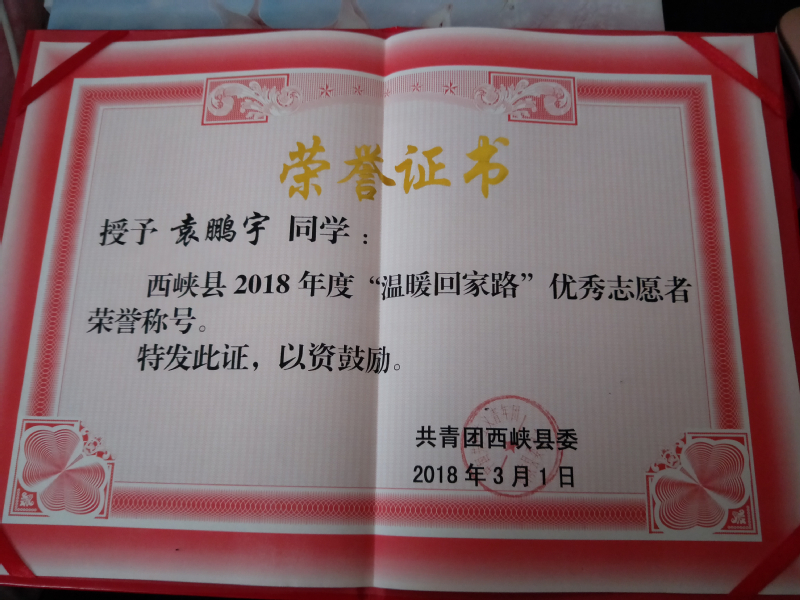 荣誉证书
授予 袁鹏宇 同学：
西峡县2018年度“温暖回家路”优秀志愿者
荣誉称号。
特发此证，以资鼓励。
共青团西峡县委
2018年3月1日